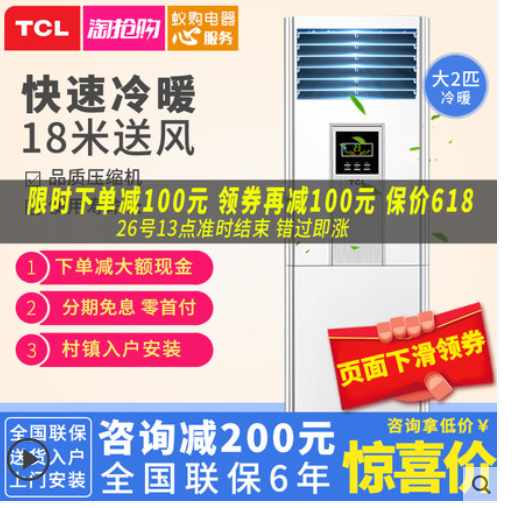 TCL
淘抢购
蚁购电器
心服务
大2匹
冷暖
快速冷暖
18米送风
品质压缩机
限时下单减100元 领券再减100元 保价618
26号13点准时结束 错过即涨
TCL
1 下单减大额现金
2 分期免息 零首付
3 村镇入户安装
页面下滑领券
全国联保
送货入户
上门安装
咨询减200元
全国联保6年
咨询拿低价￥
惊喜价